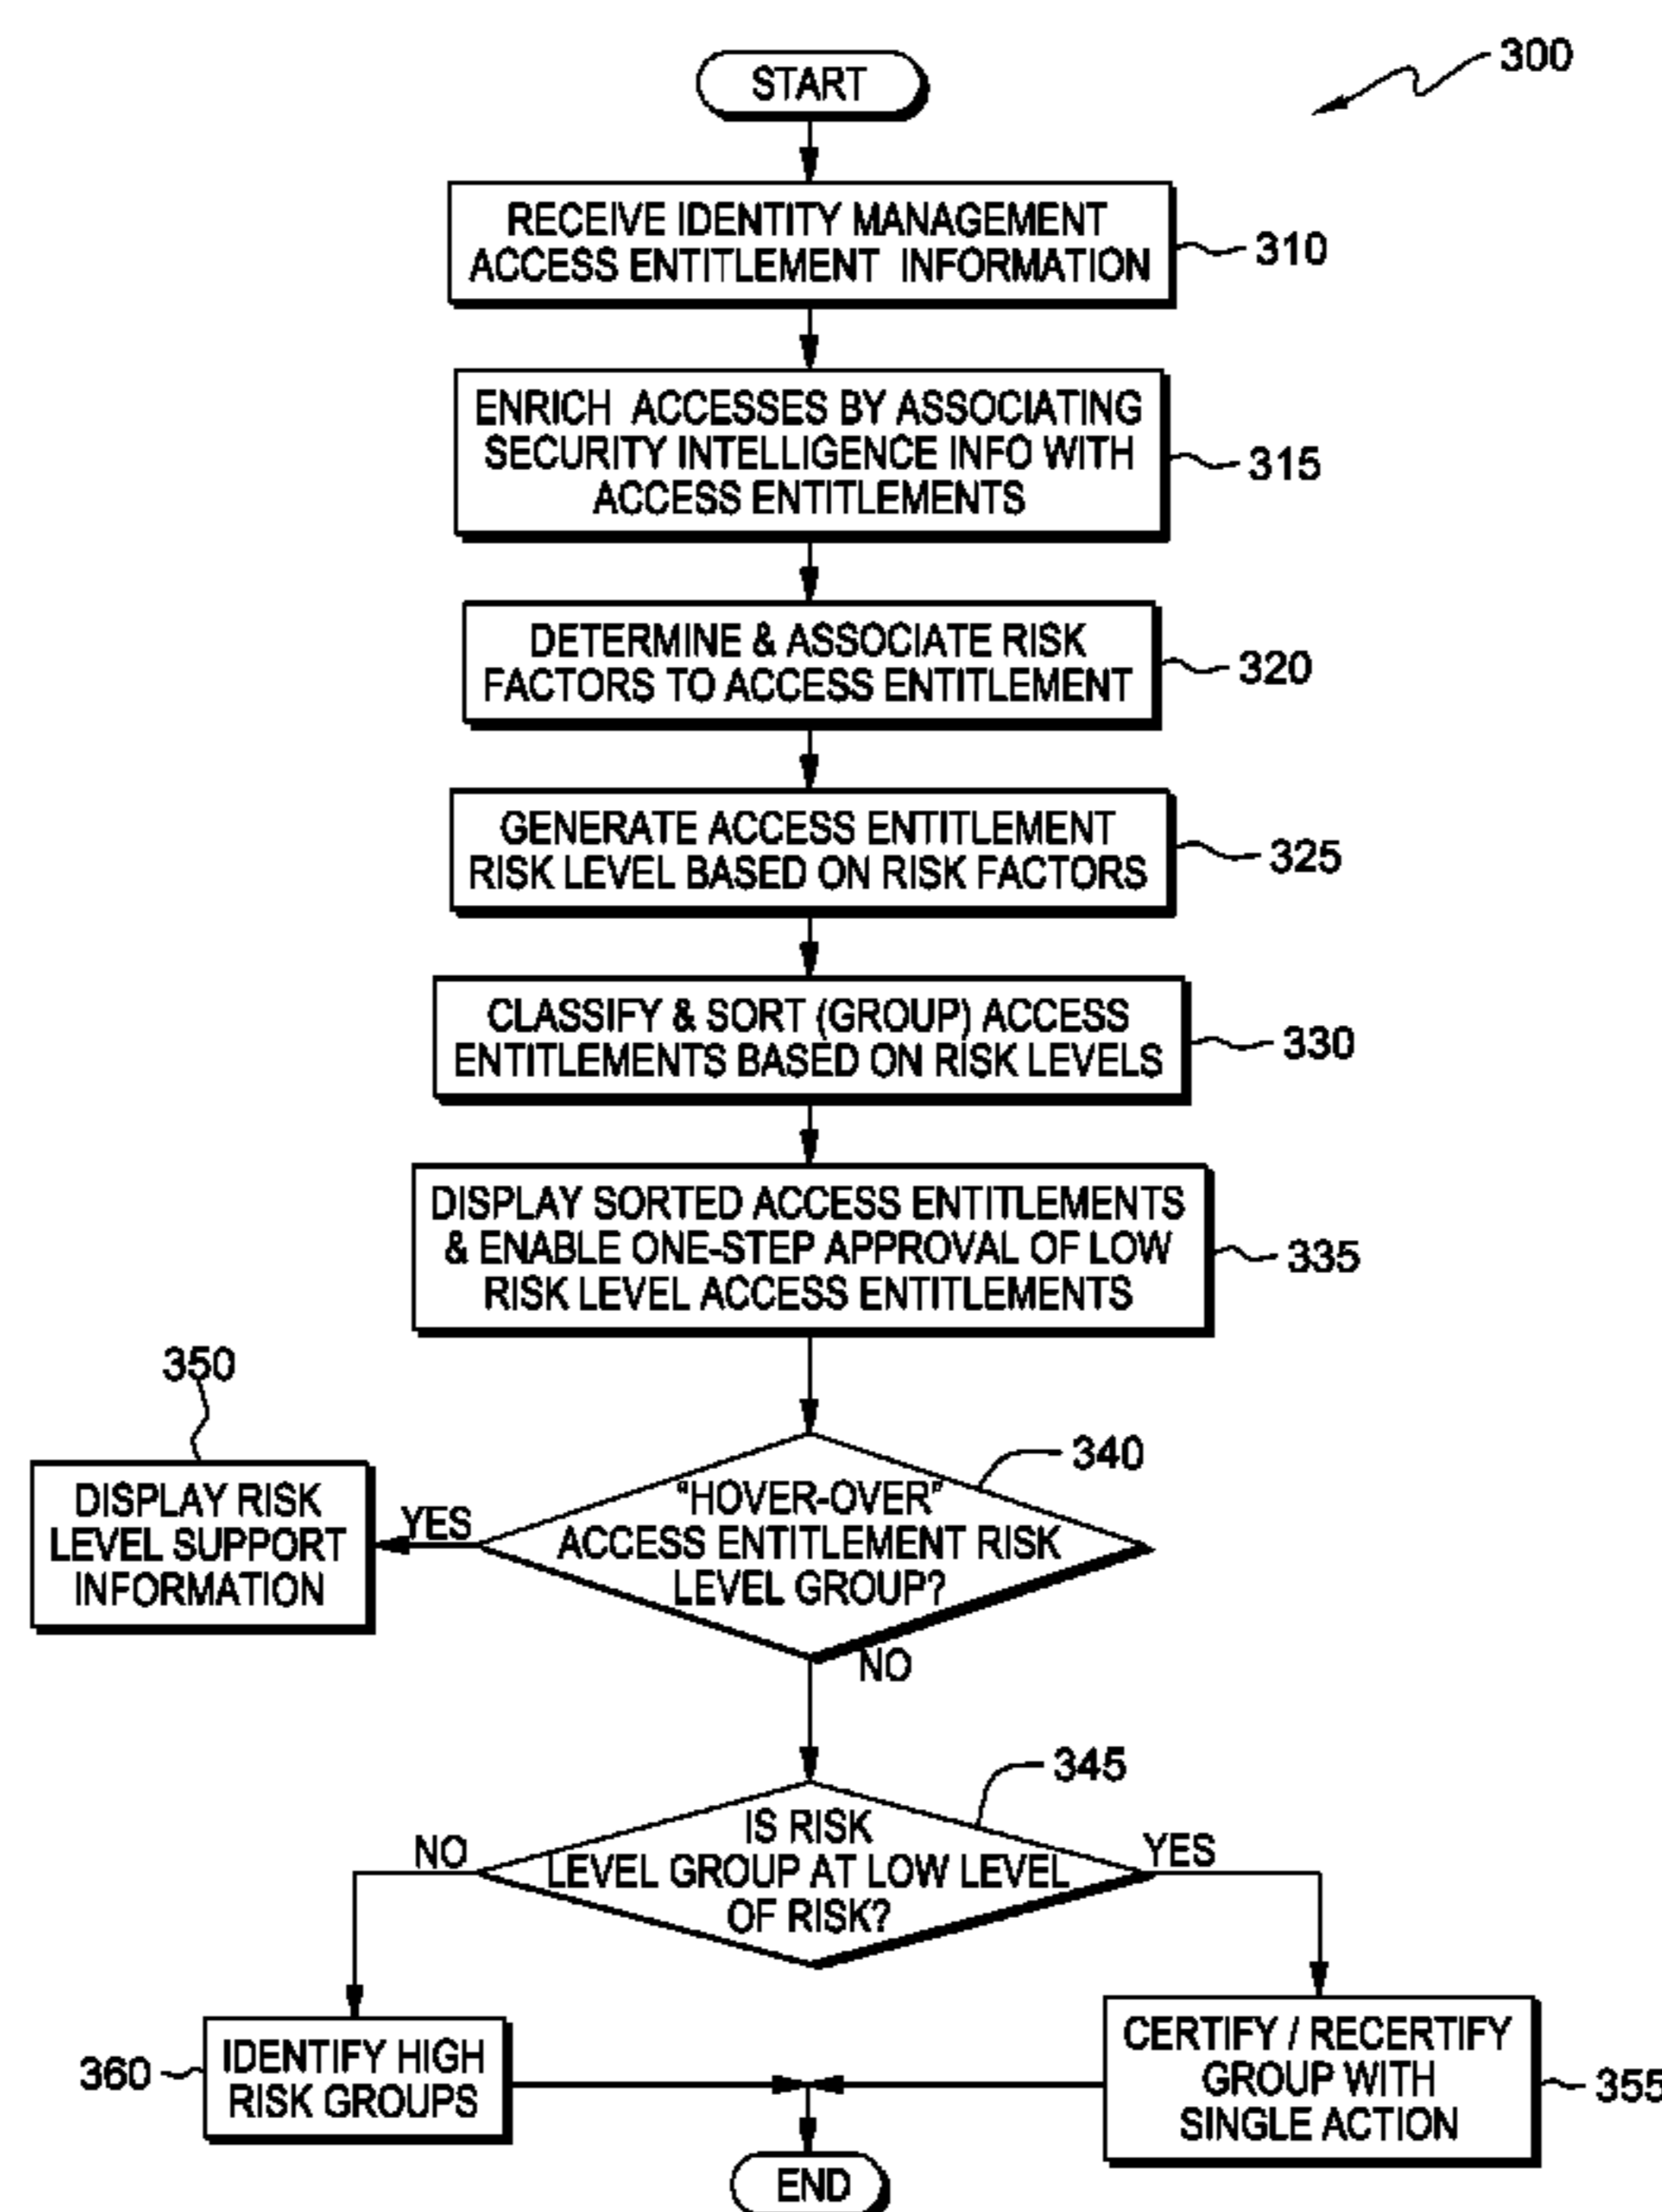 START
300
RECEIVE IDENTITY MANAGEMENT
ACCESS ENTITLEMENT INFORMATION
310
ENRICH ACCESSES BY ASSOCIATING
SECURITY INTELLIGENCE INFO WITH
ACCESS ENTITLEMENTS
315
DETERMINE & ASSOCIATE RISK
FACTORS TO ACCESS ENTITLEMENT
320
GENERATE ACCESS ENTITLEMENT
RISK LEVEL BASED ON RISK FACTORS
325
CLASSIFY & SORT (GROUP) ACCESS
ENTITLEMENTS BASED ON RISK LEVELS
330
DISPLAY SORTED ACCESS ENTITLEMENTS
& ENABLE ONE-STEP APPROVAL OF LOW
RISK LEVEL ACCESS ENTITLEMENTS
335
350
DISPLAY RISK
LEVEL SUPPORT
INFORMATION
YES
"HOVER-OVER"
ACCESS ENTITLEMENT RISK
LEVEL GROUP?
340
NO
345
IS RISK
LEVEL GROUP AT LOW LEVEL
OF RISK?
NO
YES
360
IDENTIFY HIGH
RISK GROUPS
CERTIFY / RECERTIFY
GROUP WITH
SINGLE ACTION
355
END